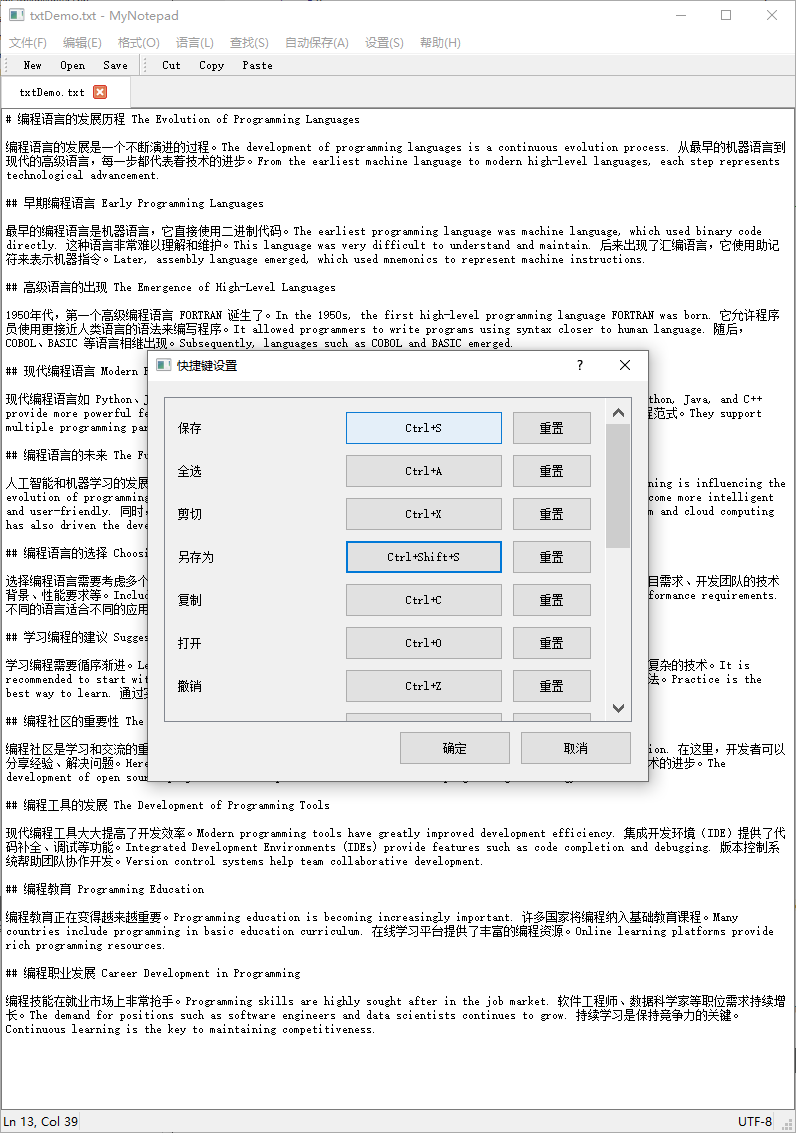 txtDemo.txt - MyNotepad
文件(F) 编辑(E) 格式(O) 语言(L) 查找(S) 自动保存(A) 设置(S) 帮助(H)
New Open Save Cut Copy Paste
txtDemo.txt
# 编程语言的发展历程 The Evolution of Programming Languages
编程语言的发展是一个不断演进的过程。The development of programming languages is a continuous evolution process. 从最早的机器语言到
现代的高级语言，每一步都代表着技术的进步。From the earliest machine language to modern high-level languages, each step represents
technological advancement.
## 早期编程语言 Early Programming Languages
最早的编程语言是机器语言，它直接使用二进制代码。The earliest programming language was machine language, which used binary code
directly. 这种语言非常难以理解和维护。This language was very difficult to understand and maintain. 后来出现了汇编语言，它使用助记
符来表示机器指令。Later, assembly language emerged, which used mnemonics to represent machine instructions.
## 高级语言的出现 The Emergence of High-Level Languages
1950年代，第一个高级编程语言 FORTRAN 诞生了。In the 1950s, the first high-level programming language FORTRAN was born. 它允许程序
员使用更接近人类语言的语法来编写程序。It allowed programmers to write programs using syntax closer to human language. 随后，
COBOL、BASIC 等语言相继出现。Subsequently, languages such as COBOL and BASIC emerged.
## 现代编程语言 Modern
现代编程语言如 Python、 Java, and C++
provide more powerful 程范式。They support
multiple programming
## 编程语言的未来 The
人工智能和机器学习的发展 is influencing the
evolution of programming more intelligent
and user-friendly. 同时， and cloud computing
has also driven the
## 编程语言的选择
选择编程语言需要考虑多个 目需求、开发团队的技术
背景、性能要求等。 requirements.
不同的语言适合不同的应用
## 学习编程的建议
学习编程需要循序渐进。 复杂的技术。It is
recommended to start 法。Practice is the
best way to learn. 通过
## 编程社区的重要性 The
编程社区是学习和交流的重 在这里，开发者可以
分享经验、解决问题。 术的进步。The
development of open
快捷键设置
保存 Ctrl+S 重置
全选 Ctrl+A 重置
剪切 Ctrl+X 重置
另存为 Ctrl+Shift+S 重置
复制 Ctrl+C 重置
打开 Ctrl+O 重置
撤销 Ctrl+Z 重置
确定 取消
## 编程工具的发展 The Development of Programming Tools
现代编程工具大大提高了开发效率。Modern programming tools have greatly improved development efficiency. 集成开发环境（IDE）提供了代
码补全、调试等功能。Integrated Development Environments (IDEs) provide features such as code completion and debugging. 版本控制系
统帮助团队协作开发。Version control systems help team collaborative development.
## 编程教育 Programming Education
编程教育正在变得越来越重要。Programming education is becoming increasingly important. 许多国家将编程纳入基础教育课程。Many
countries include programming in basic education curriculum. 在线学习平台提供了丰富的编程资源。Online learning platforms provide
rich programming resources.
## 编程职业发展 Career Development in Programming
编程技能在就业市场上非常抢手。Programming skills are highly sought after in the job market. 软件工程师、数据科学家等职位需求持续增
长。The demand for positions such as software engineers and data scientists continues to grow. 持续学习是保持竞争力的关键。
Continuous learning is the key to maintaining competitiveness.
Ln 13, Col 39 UTF-8